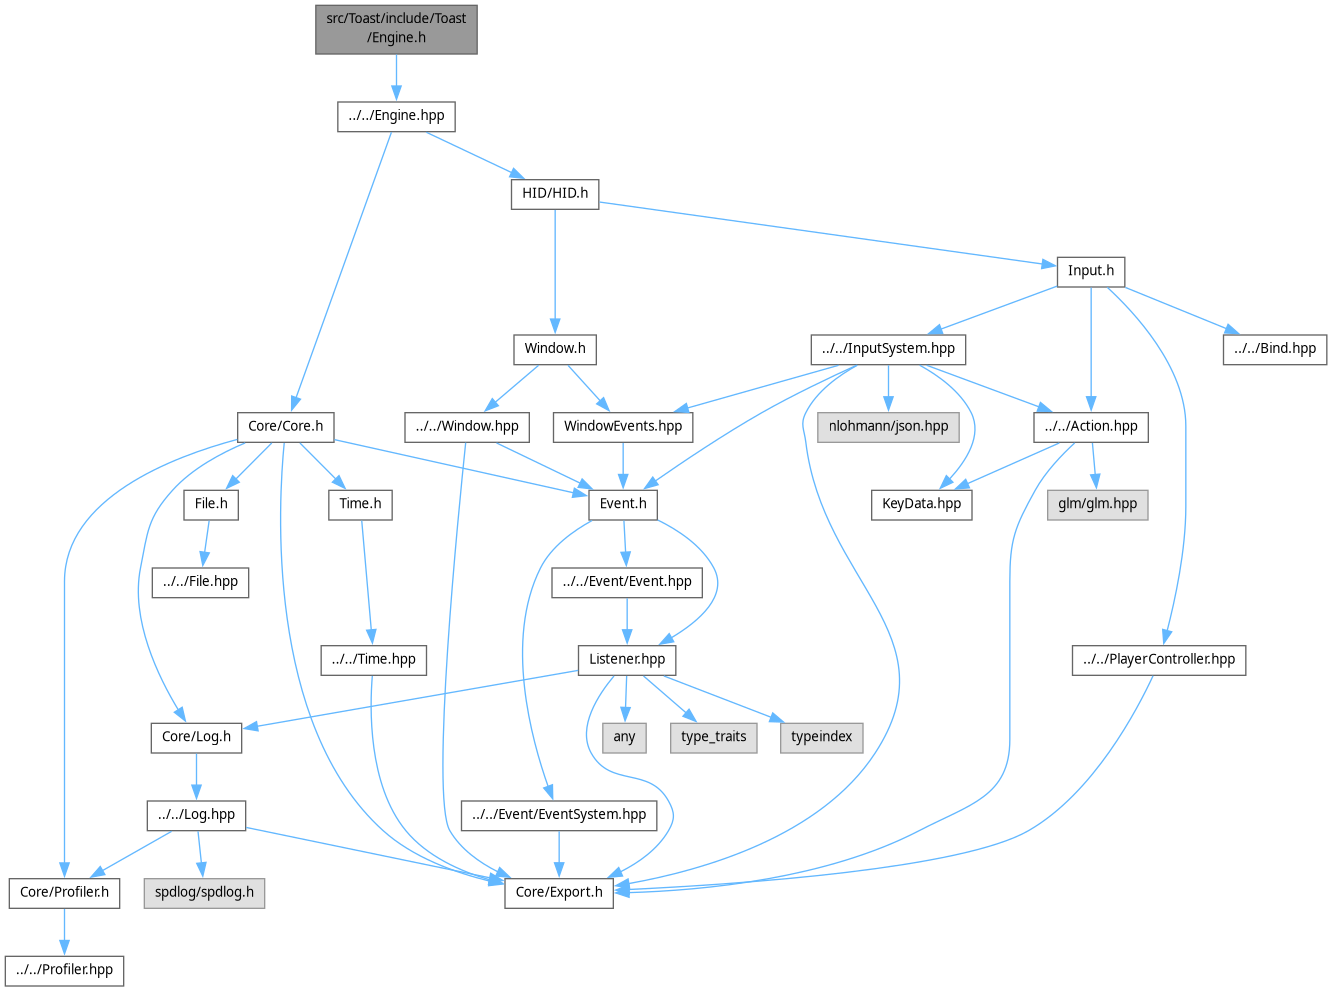 src/Toast/include/Toast
/Engine.h
../../Engine.hpp
HID/HID.h
Input.h
Window.h
../../InputSystem.hpp
../../Bind.hpp
Core/Core.h
../../Window.hpp
WindowEvents.hpp
nlohmann/json.hpp
../../Action.hpp
File.h
Time.h
Event.h
KeyData.hpp
glm/glm.hpp
../../File.hpp
../../Event/Event.hpp
../../Time.hpp
Listener.hpp
../../PlayerController.hpp
Core/Log.h
any
type_traits
typeindex
../../Log.hpp
../../Event/EventSystem.hpp
Core/Profiler.h
spdlog/spdlog.h
Core/Export.h
../../Profiler.hpp